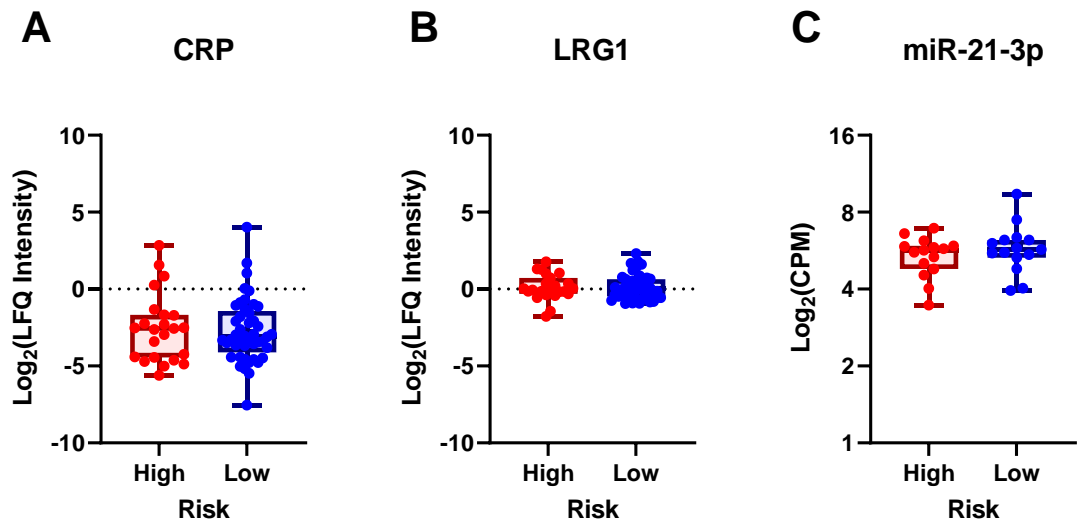 A
CRP
Log₂(LFQ Intensity)
10
5
0
-5
-10
High Low
Risk
B
LRG1
Log₂(LFQ Intensity)
10
5
0
-5
-10
High Low
Risk
C
miR-21-3p
Log₂(CPM)
16
8
4
2
1
High Low
Risk